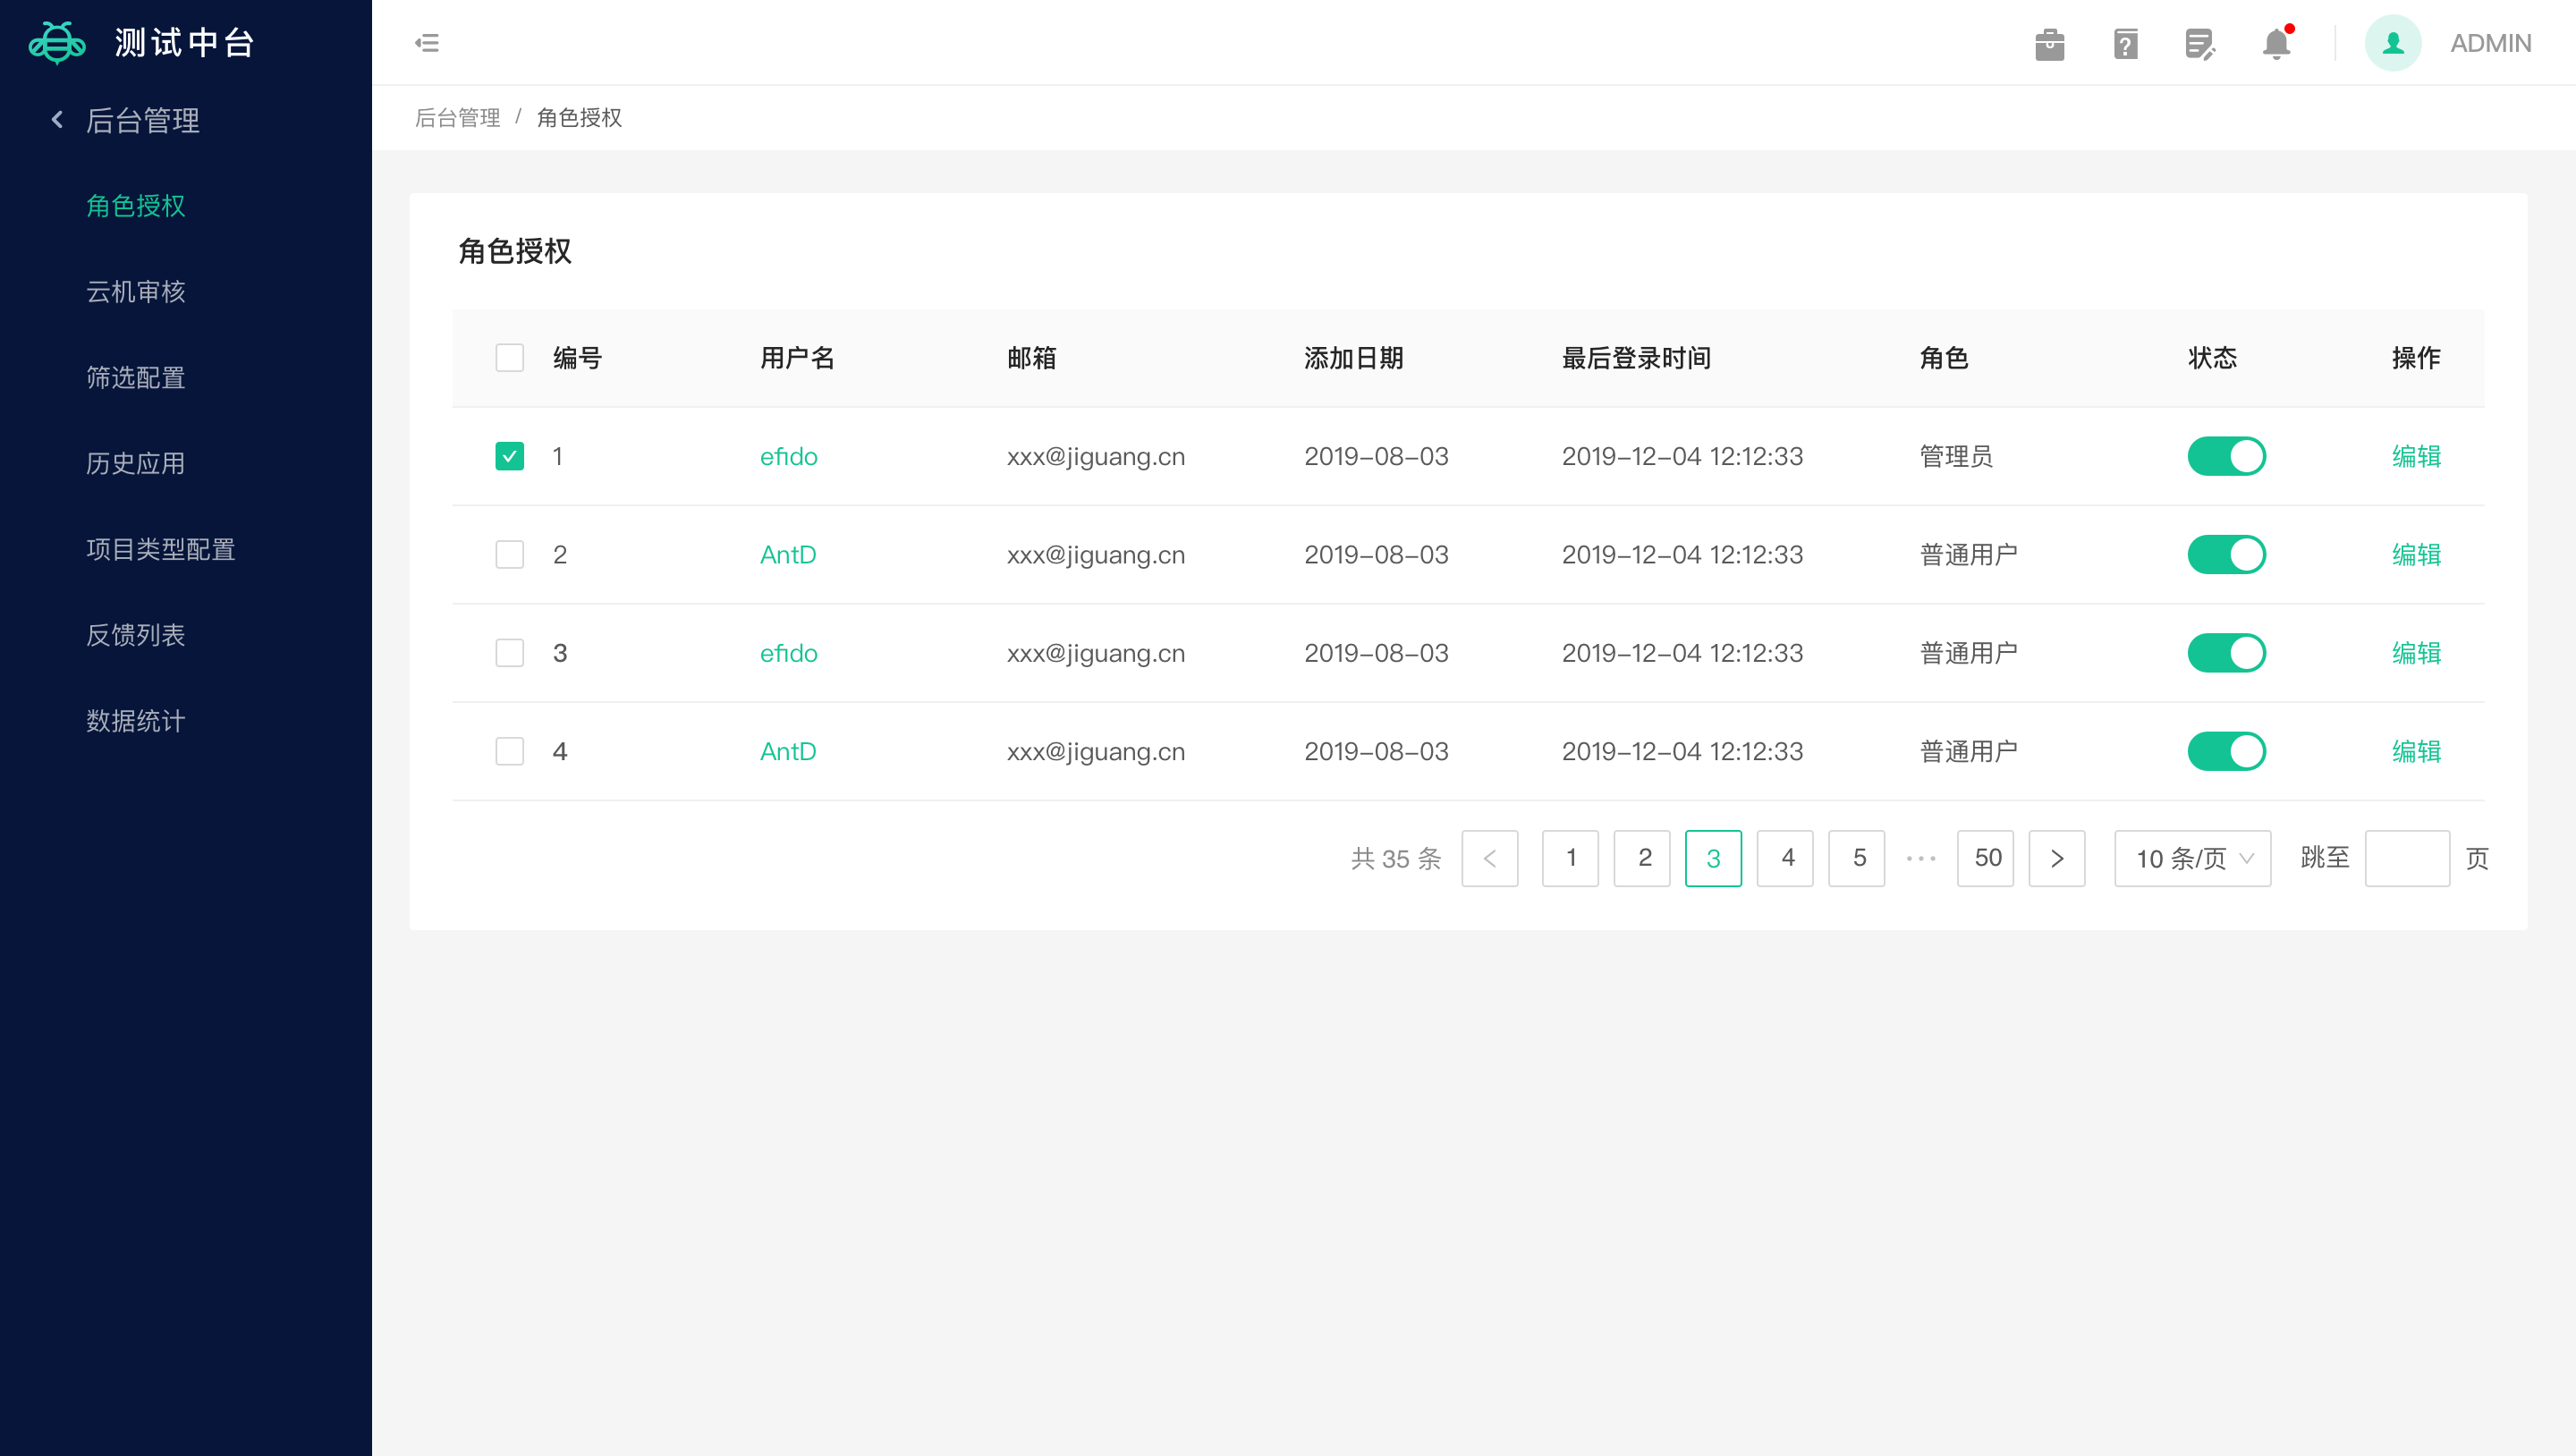 测试中台
ADMIN
后台管理
后台管理 / 角色授权
角色授权
云机审核
筛选配置
历史应用
项目类型配置
反馈列表
数据统计
角色授权
编号 用户名 邮箱 添加日期 最后登录时间 角色 状态 操作
1 efido xxx@jiguang.cn 2019-08-03 2019-12-04 12:12:33 管理员 编辑
2 AntD xxx@jiguang.cn 2019-08-03 2019-12-04 12:12:33 普通用户 编辑
3 efido xxx@jiguang.cn 2019-08-03 2019-12-04 12:12:33 普通用户 编辑
4 AntD xxx@jiguang.cn 2019-08-03 2019-12-04 12:12:33 普通用户 编辑
共 35 条 < 1 2 3 4 5 ··· 50 > 10 条/页 跳至 页